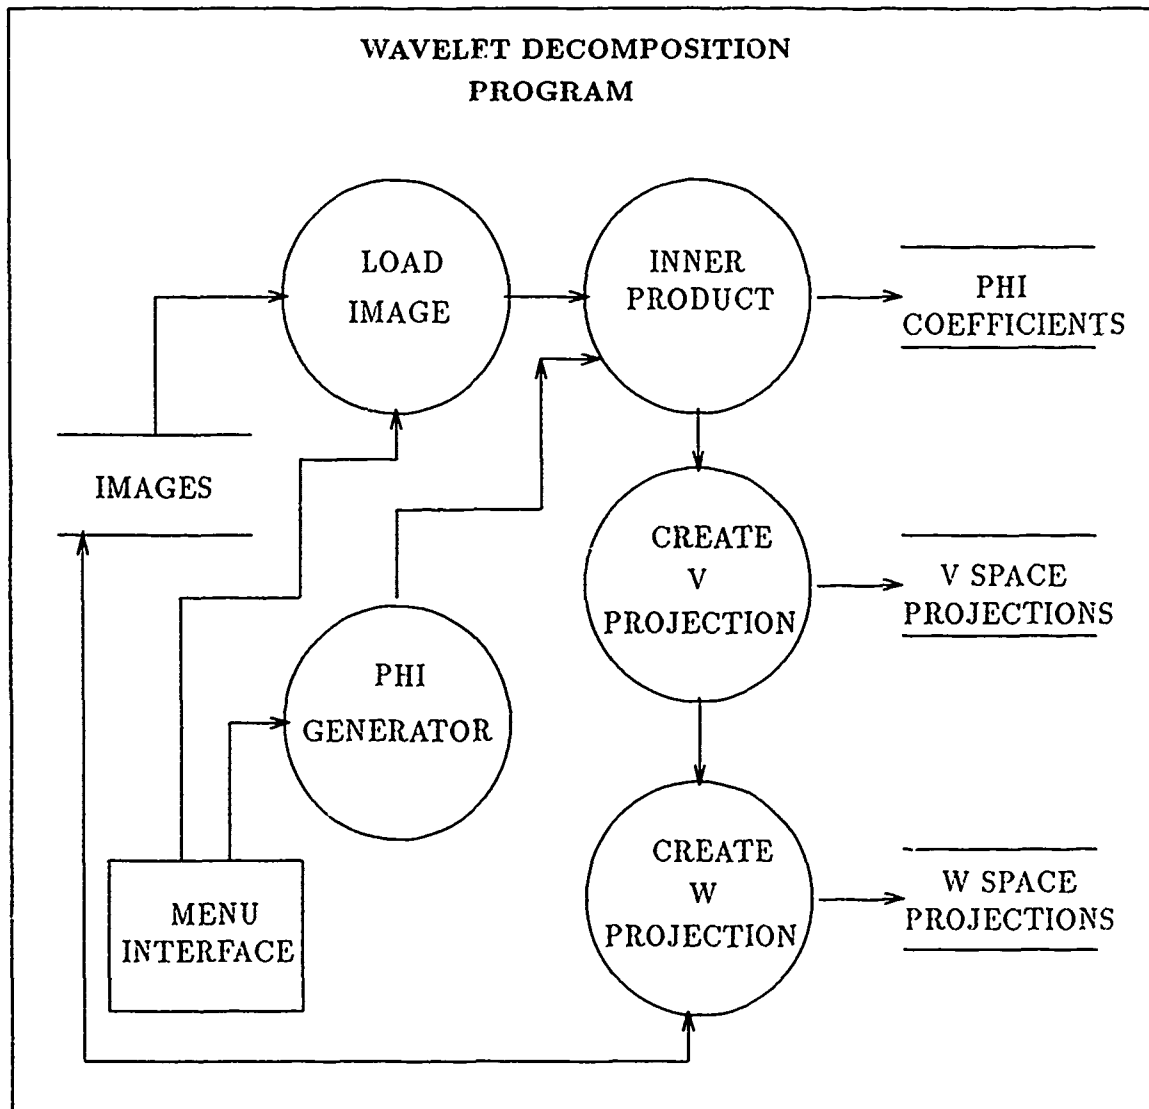 WAVELET DECOMPOSITION
PROGRAM
LOAD
IMAGE
INNER
PRODUCT
PHI
COEFFICIENTS
IMAGES
CREATE
V
PROJECTION
V SPACE
PROJECTIONS
PHI
GENERATOR
CREATE
W
PROJECTION
W SPACE
PROJECTIONS
MENU
INTERFACE